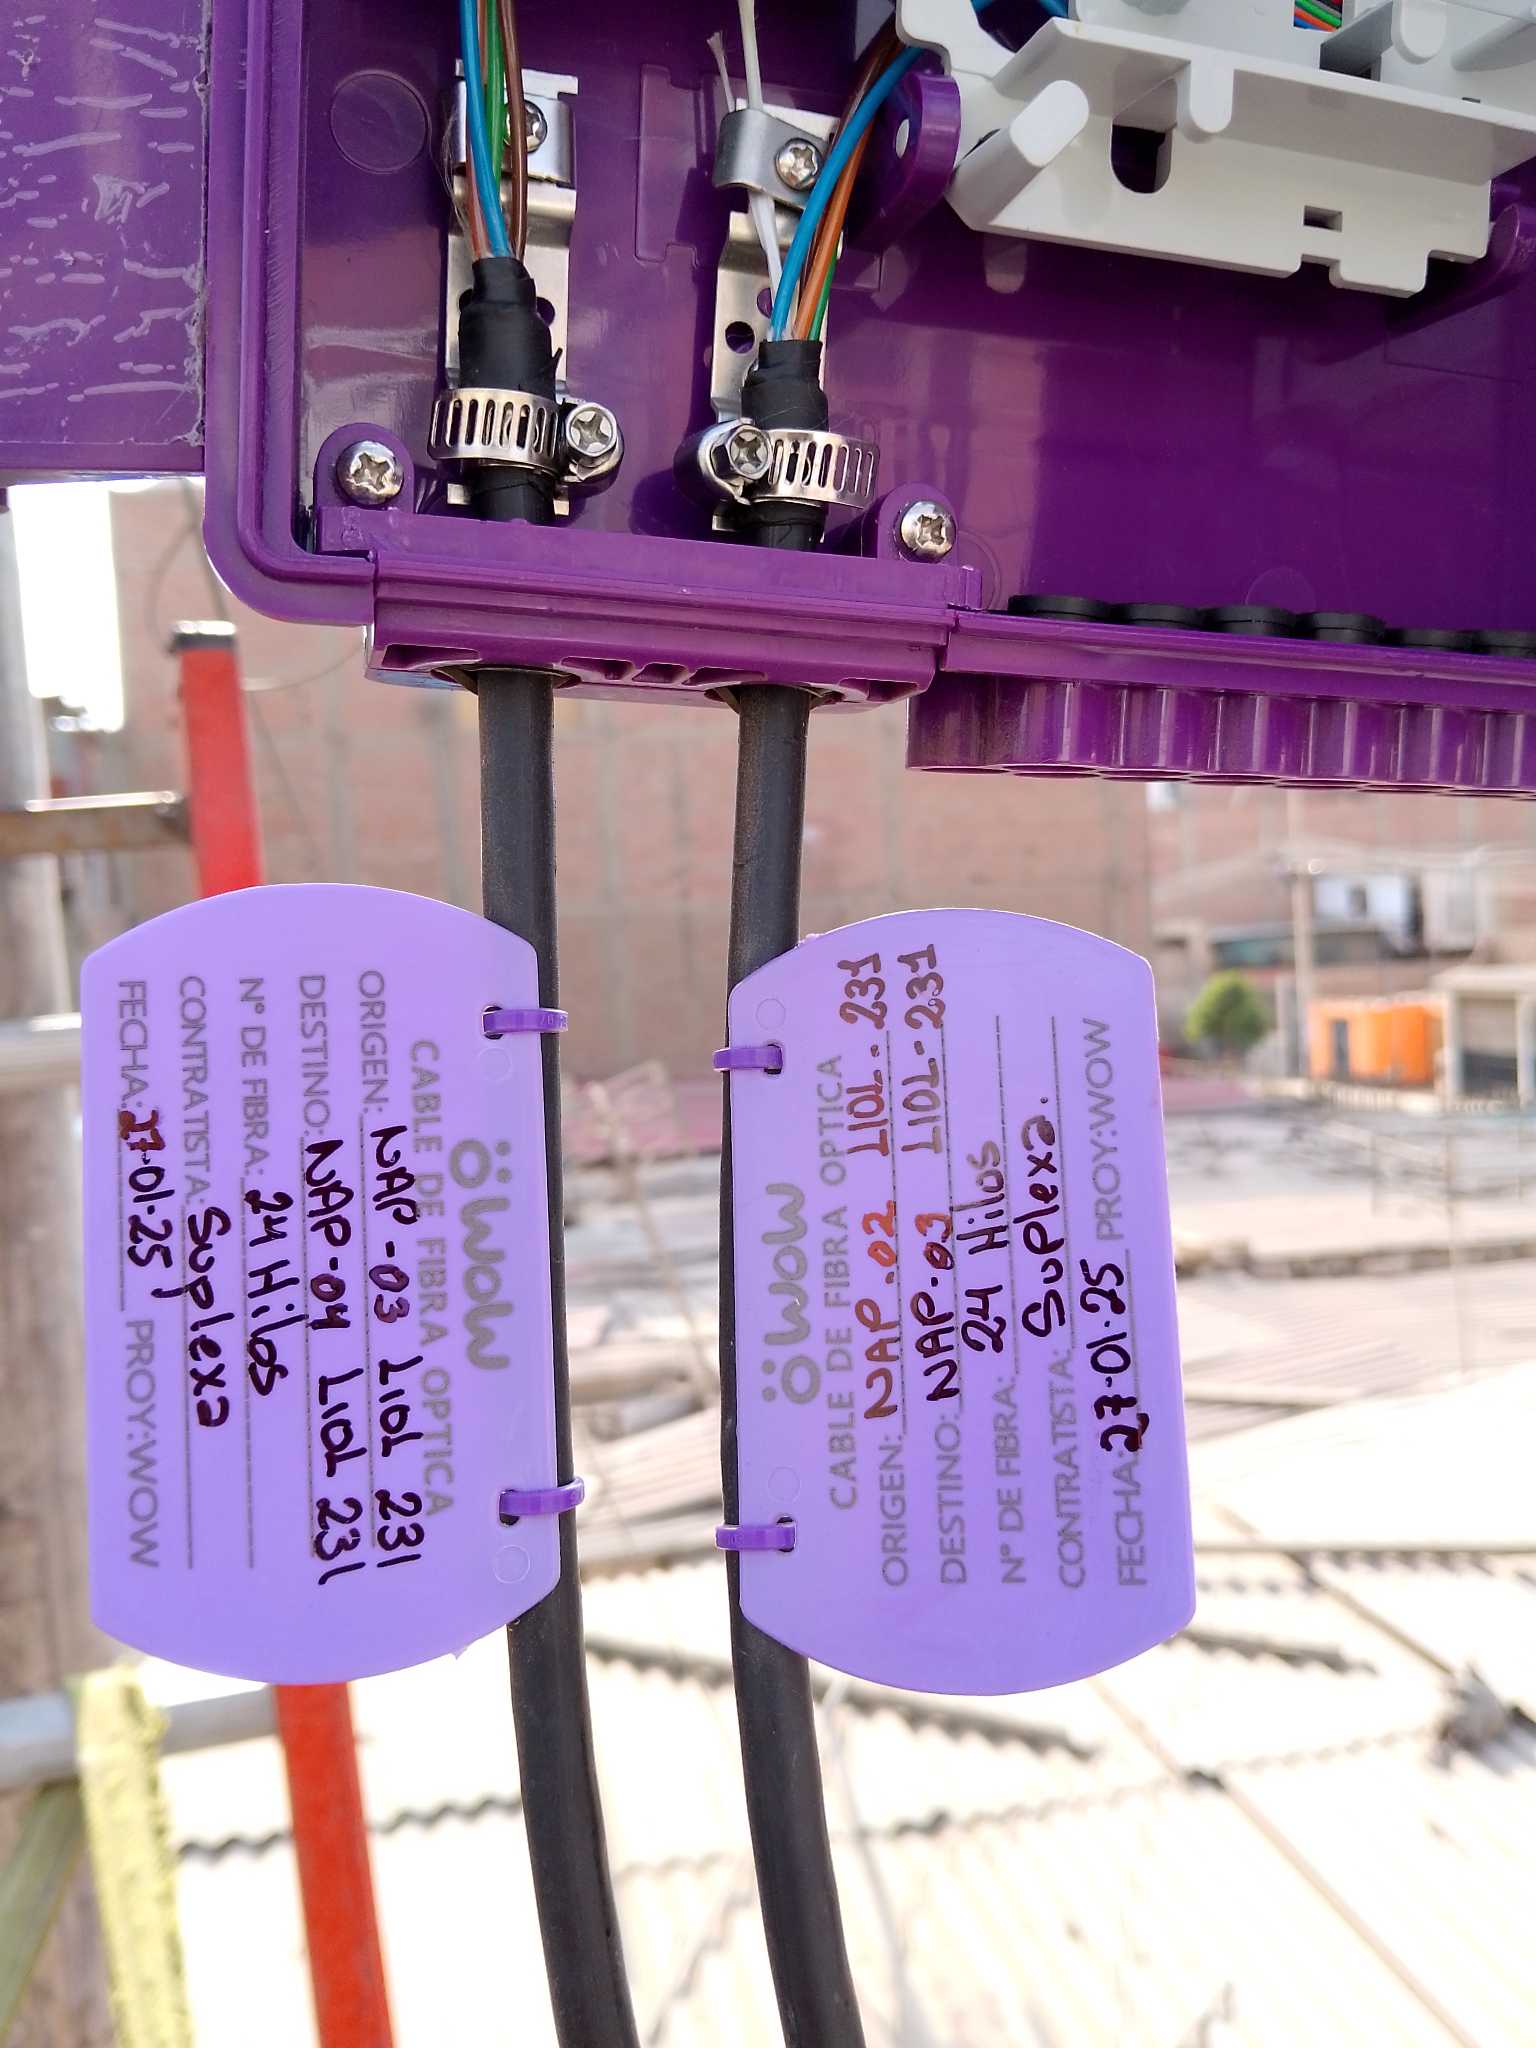 wow
CABLE DE FIBRA OPTICA
ORIGEN: NAP-03 LIOL 231
DESTINO: NAP-04 LIOL 231
N° DE FIBRA: 24 Hilos
CONTRATISTA: Suplexa
FECHA: 27-01-25 PROY: WOW
wow
CABLE DE FIBRA OPTICA
ORIGEN: NAP.02 LIOL.231
DESTINO: NAP.03 LIOL-231
N° DE FIBRA: 24 Hilos
CONTRATISTA: Suplexa.
FECHA: 27-01-25 PROY: WOW